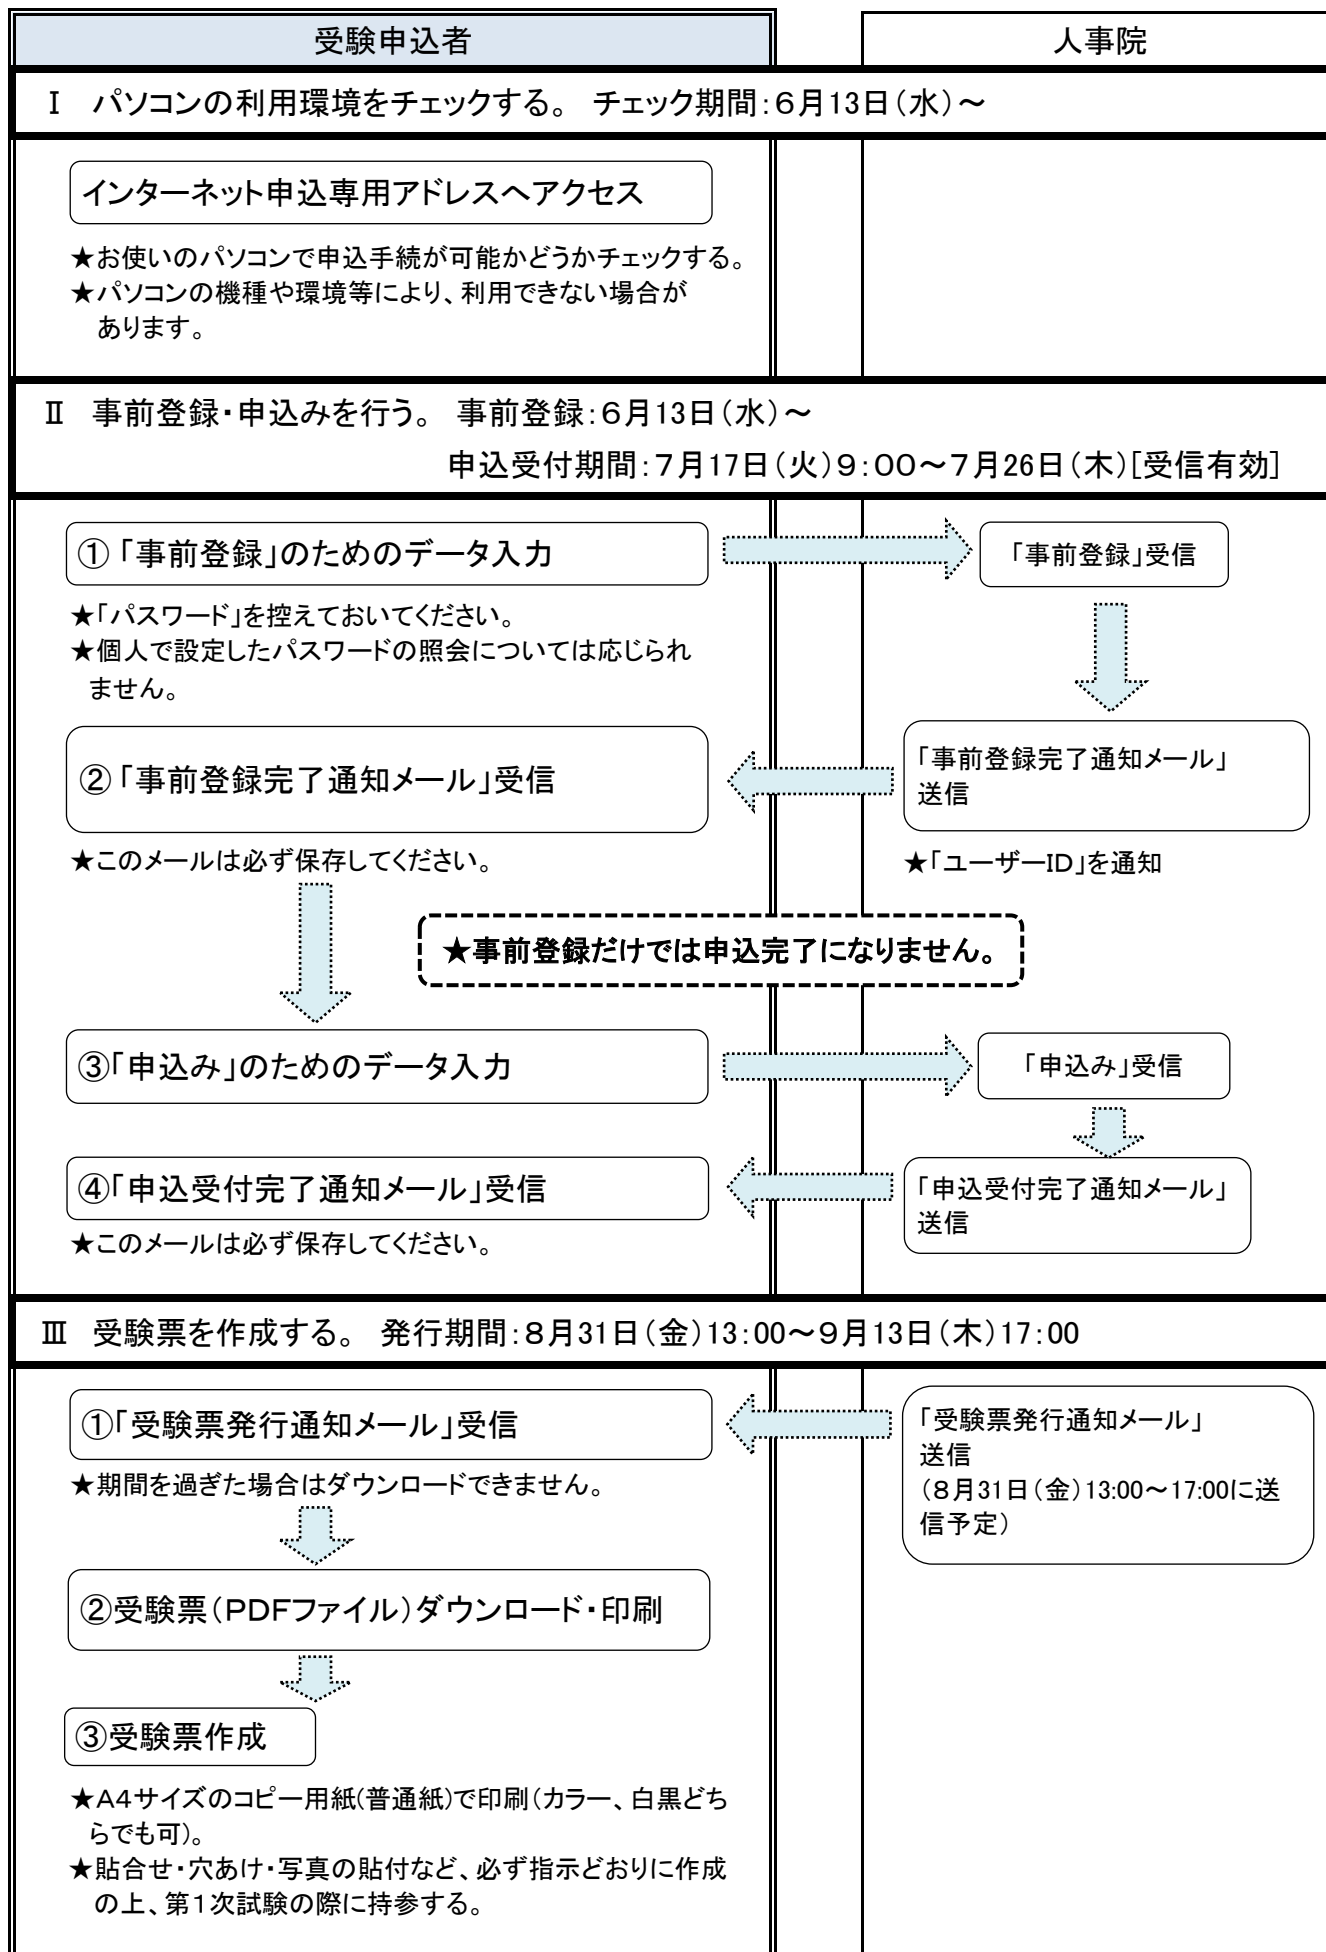 受験申込者
人事院
Ⅰ　パソコンの利用環境をチェックする。　チェック期間：６月13日（水）～
インターネット申込専用アドレスへアクセス
★お使いのパソコンで申込手続が可能かどうかチェックする。
★パソコンの機種や環境等により、利用できない場合が
あります。
Ⅱ　事前登録・申込みを行う。　事前登録：６月13日（水）～
申込受付期間：７月17日（火）９：００～７月26日（木）［受信有効］
①「事前登録」のためのデータ入力
「事前登録」受信
★「パスワード」を控えておいてください。
★個人で設定したパスワードの照会については応じられ
ません。
②「事前登録完了通知メール」受信
「事前登録完了通知メール」
送信
★このメールは必ず保存してください。
★「ユーザーID」を通知
★事前登録だけでは申込完了になりません。
③「申込み」のためのデータ入力
「申込み」受信
④「申込受付完了通知メール」受信
「申込受付完了通知メール」
送信
★このメールは必ず保存してください。
Ⅲ　受験票を作成する。　発行期間：８月31日（金）13：00～９月13日（木）17：00
①「受験票発行通知メール」受信
「受験票発行通知メール」
送信
（８月31日（金）13:00～17:00に送
信予定）
★期間を過ぎた場合はダウンロードできません。
②受験票（ＰＤＦファイル）ダウンロード・印刷
③受験票作成
★Ａ４サイズのコピー用紙(普通紙)で印刷（カラー、白黒どち
らでも可）。
★貼合せ・穴あけ・写真の貼付など、必ず指示どおりに作成
の上、第１次試験の際に持参する。